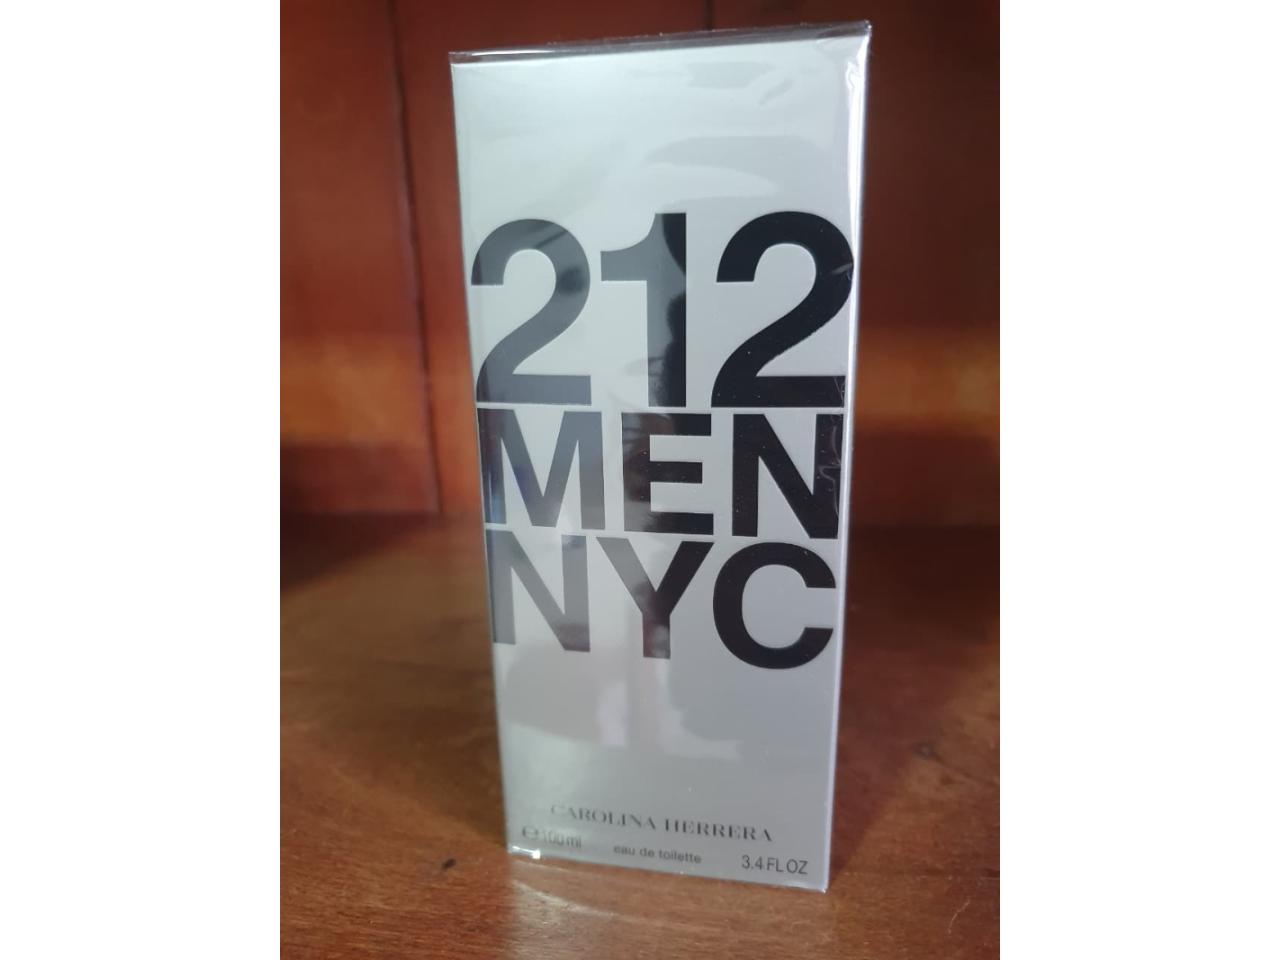 212
MEN
NYC
CAROLINA HERRERA
℮ 100 ml eau de toilette 3.4 FL OZ